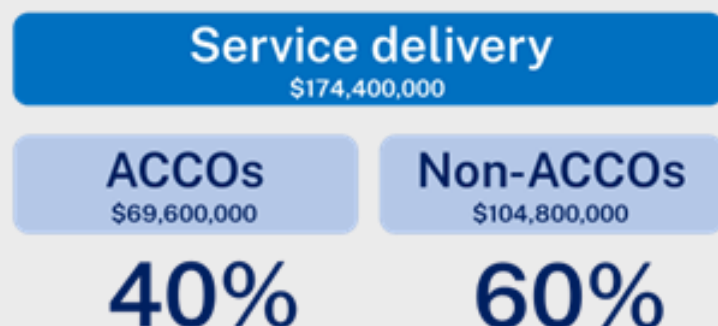 Service delivery
$174,400,000
ACCOs
$69,600,000
Non-ACCOs
$104,800,000
40%
60%